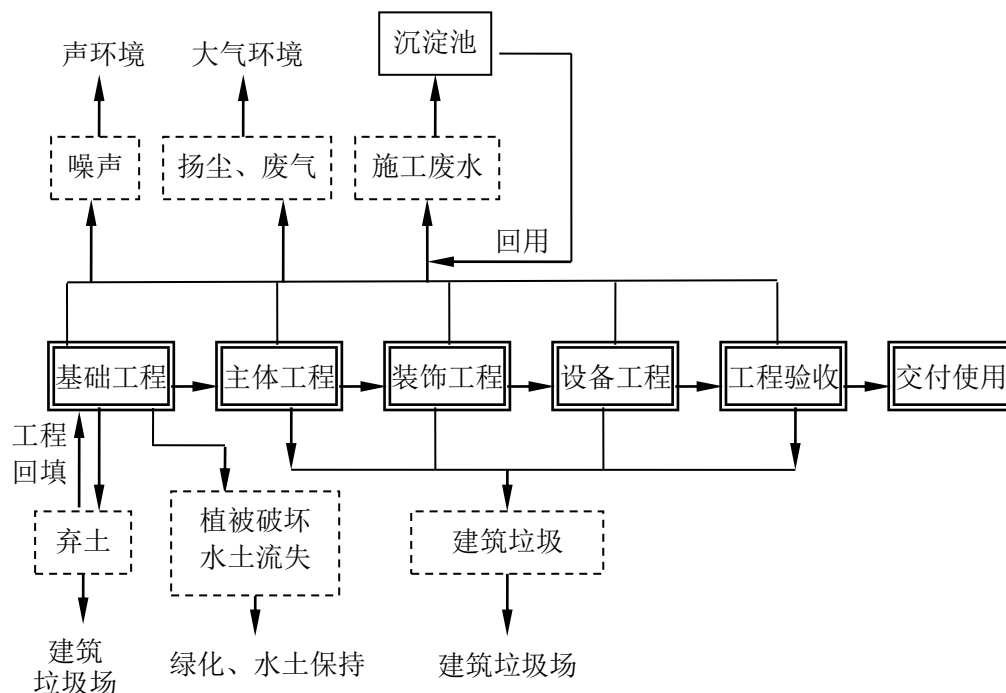 声环境
大气环境
沉淀池
噪声
扬尘、废气
施工废水
回用
基础工程
主体工程
装饰工程
设备工程
工程验收
交付使用
工程
回填
弃土
植被破坏
水土流失
建筑垃圾
建筑
垃圾场
绿化、水土保持
建筑垃圾场